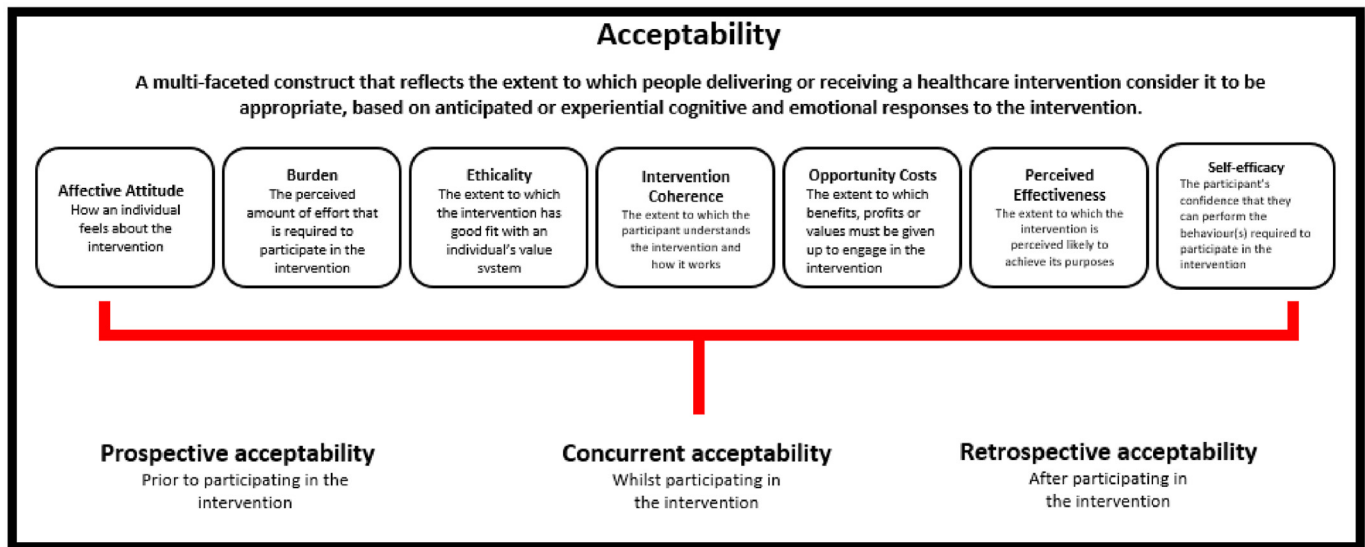 Acceptability
A multi-faceted construct that reflects the extent to which people delivering or receiving a healthcare intervention consider it to be
appropriate, based on anticipated or experiential cognitive and emotional responses to the intervention.
Affective Attitude
How an individual
feels about the
intervention
Burden
The perceived
amount of effort that
is required to
participate in the
intervention
Ethicality
The extent to which
the intervention has
good fit with an
individual's value
system
Intervention
Coherence
The extent to which the
participant understands
the intervention and
how it works
Opportunity Costs
The extent to which
benefits, profits or
values must be given
up to engage in the
intervention
Perceived
Effectiveness
The extent to which the
intervention is
perceived likely to
achieve its purposes
Self-efficacy
The participant's
confidence that they
can perform the
behaviour(s) required to
participate in the
intervention
Prospective acceptability
Prior to participating in the
intervention
Concurrent acceptability
Whilst participating in
the intervention
Retrospective acceptability
After participating in
the intervention